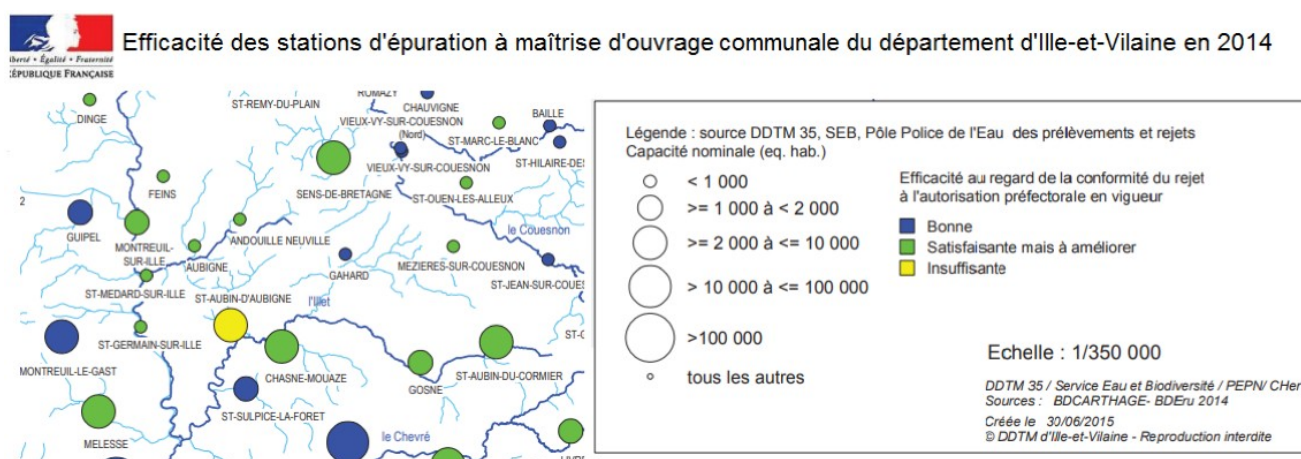 Efficacité des stations d'épuration à maîtrise d'ouvrage communale du département d'Ille-et-Vilaine en 2014
Égalité • Fraternité
RÉPUBLIQUE FRANÇAISE
ROMAZY
ST-REMY-DU-PLAIN
CHAUVIGNE
BAILLE
DINGE
VIEUX-VY-SUR-COUESNON
(Nord)
ST-MARC-LE-BLANC
VIEUX-VY-SUR-COUESNON
ST-HILAIRE-DES
FEINS
SENS-DE-BRETAGNE
ST-OUEN-LES-ALLEUX
2
GUIPEL
le Couesnon
MONTREUIL-
SUR-ILLE
ANDOUILLE NEUVILLE
AUBIGNE
GAHARD
MEZIERES-SUR-COUESNON
ST-MEDARD-SUR-ILLE
ST-AUBIN-D'AUBIGNE
ST-JEAN-SUR-COUES
l'Illet
ST-GERMAIN-SUR-ILLE
MONTREUIL-LE-GAST
CHASNE-MOUAZE
GOSNE
ST-AUBIN-DU-CORMIER
ST-SULPICE-LA-FORET
MELESSE
le Chevré
Légende : source DDTM 35, SEB, Pôle Police de l'Eau des prélèvements et rejets
Capacité nominale (eq. hab.)
< 1 000
>= 1 000 à < 2 000
>= 2 000 à <= 10 000
> 10 000 à <= 100 000
>100 000
tous les autres
Efficacité au regard de la conformité du rejet
à l'autorisation préfectorale en vigueur
Bonne
Satisfaisante mais à améliorer
Insuffisante
Echelle : 1/350 000
DDTM 35 / Service Eau et Biodiversité / PEPN/ CHer
Sources : BDCARTHAGE- BDEru 2014
Créée le 30/06/2015
© DDTM d'Ille-et-Vilaine - Reproduction interdite